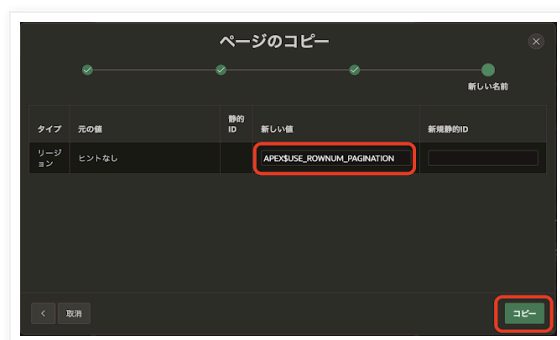 ページのコピー
新しい名前
タイプ 元の値 静的ID 新しい値 新規静的ID
リージョン ヒントなし APEX$USE_ROWNUM_PAGINATION
取消 コピー